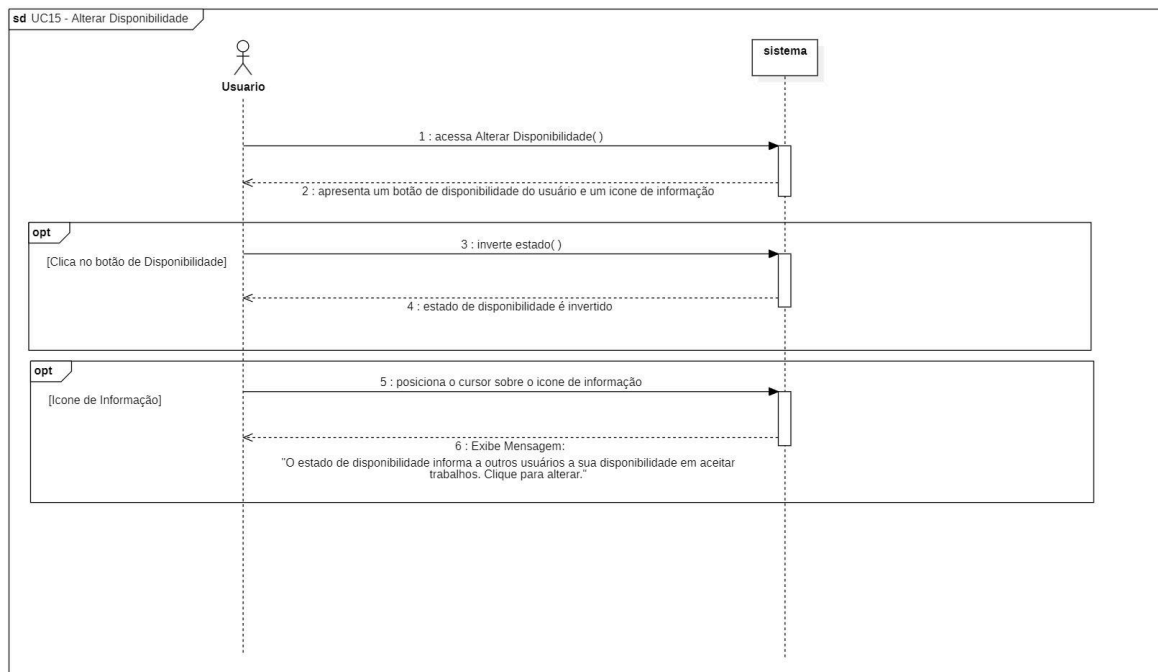 sd UC15 - Alterar Disponibilidade
Usuario
sistema
1 : acessa Alterar Disponibilidade( )
2 : apresenta um botão de disponibilidade do usuário e um icone de informação
opt
3 : inverte estado( )
[Clica no botão de Disponibilidade]
4 : estado de disponibilidade é invertido
opt
5 : posiciona o cursor sobre o icone de informação
[Icone de Informação]
6 : Exibe Mensagem:
"O estado de disponibilidade informa a outros usuários a sua disponibilidade em aceitar
trabalhos. Clique para alterar."